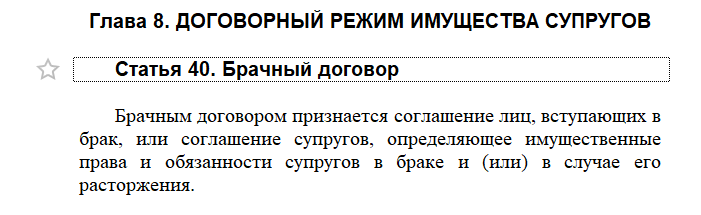 Глава 8. ДОГОВОРНЫЙ РЕЖИМ ИМУЩЕСТВА СУПРУГОВ
Статья 40. Брачный договор
Брачным договором признается соглашение лиц, вступающих в
брак, или соглашение супругов, определяющее имущественные
права и обязанности супругов в браке и (или) в случае его
расторжения.